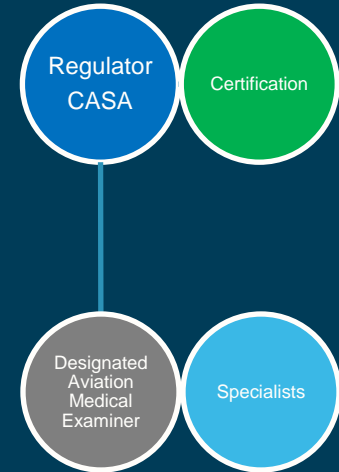 Regulator
CASA
Certification
Designated
Aviation
Medical
Examiner
Specialists